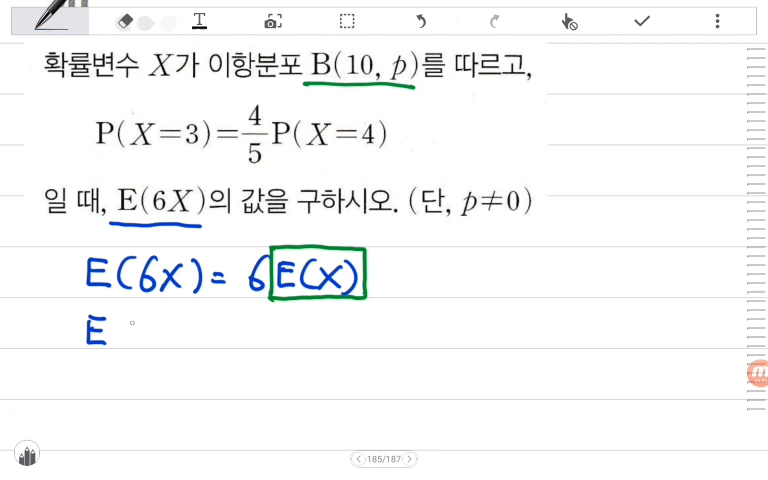 T
확률변수 X가 이항분포 B(10, p)를 따르고,
P(X=3)=4/5P(X=4)
일 때, E(6X)의 값을 구하시오. (단, p≠0)
E(6X)= 6E(X)
E
185/187